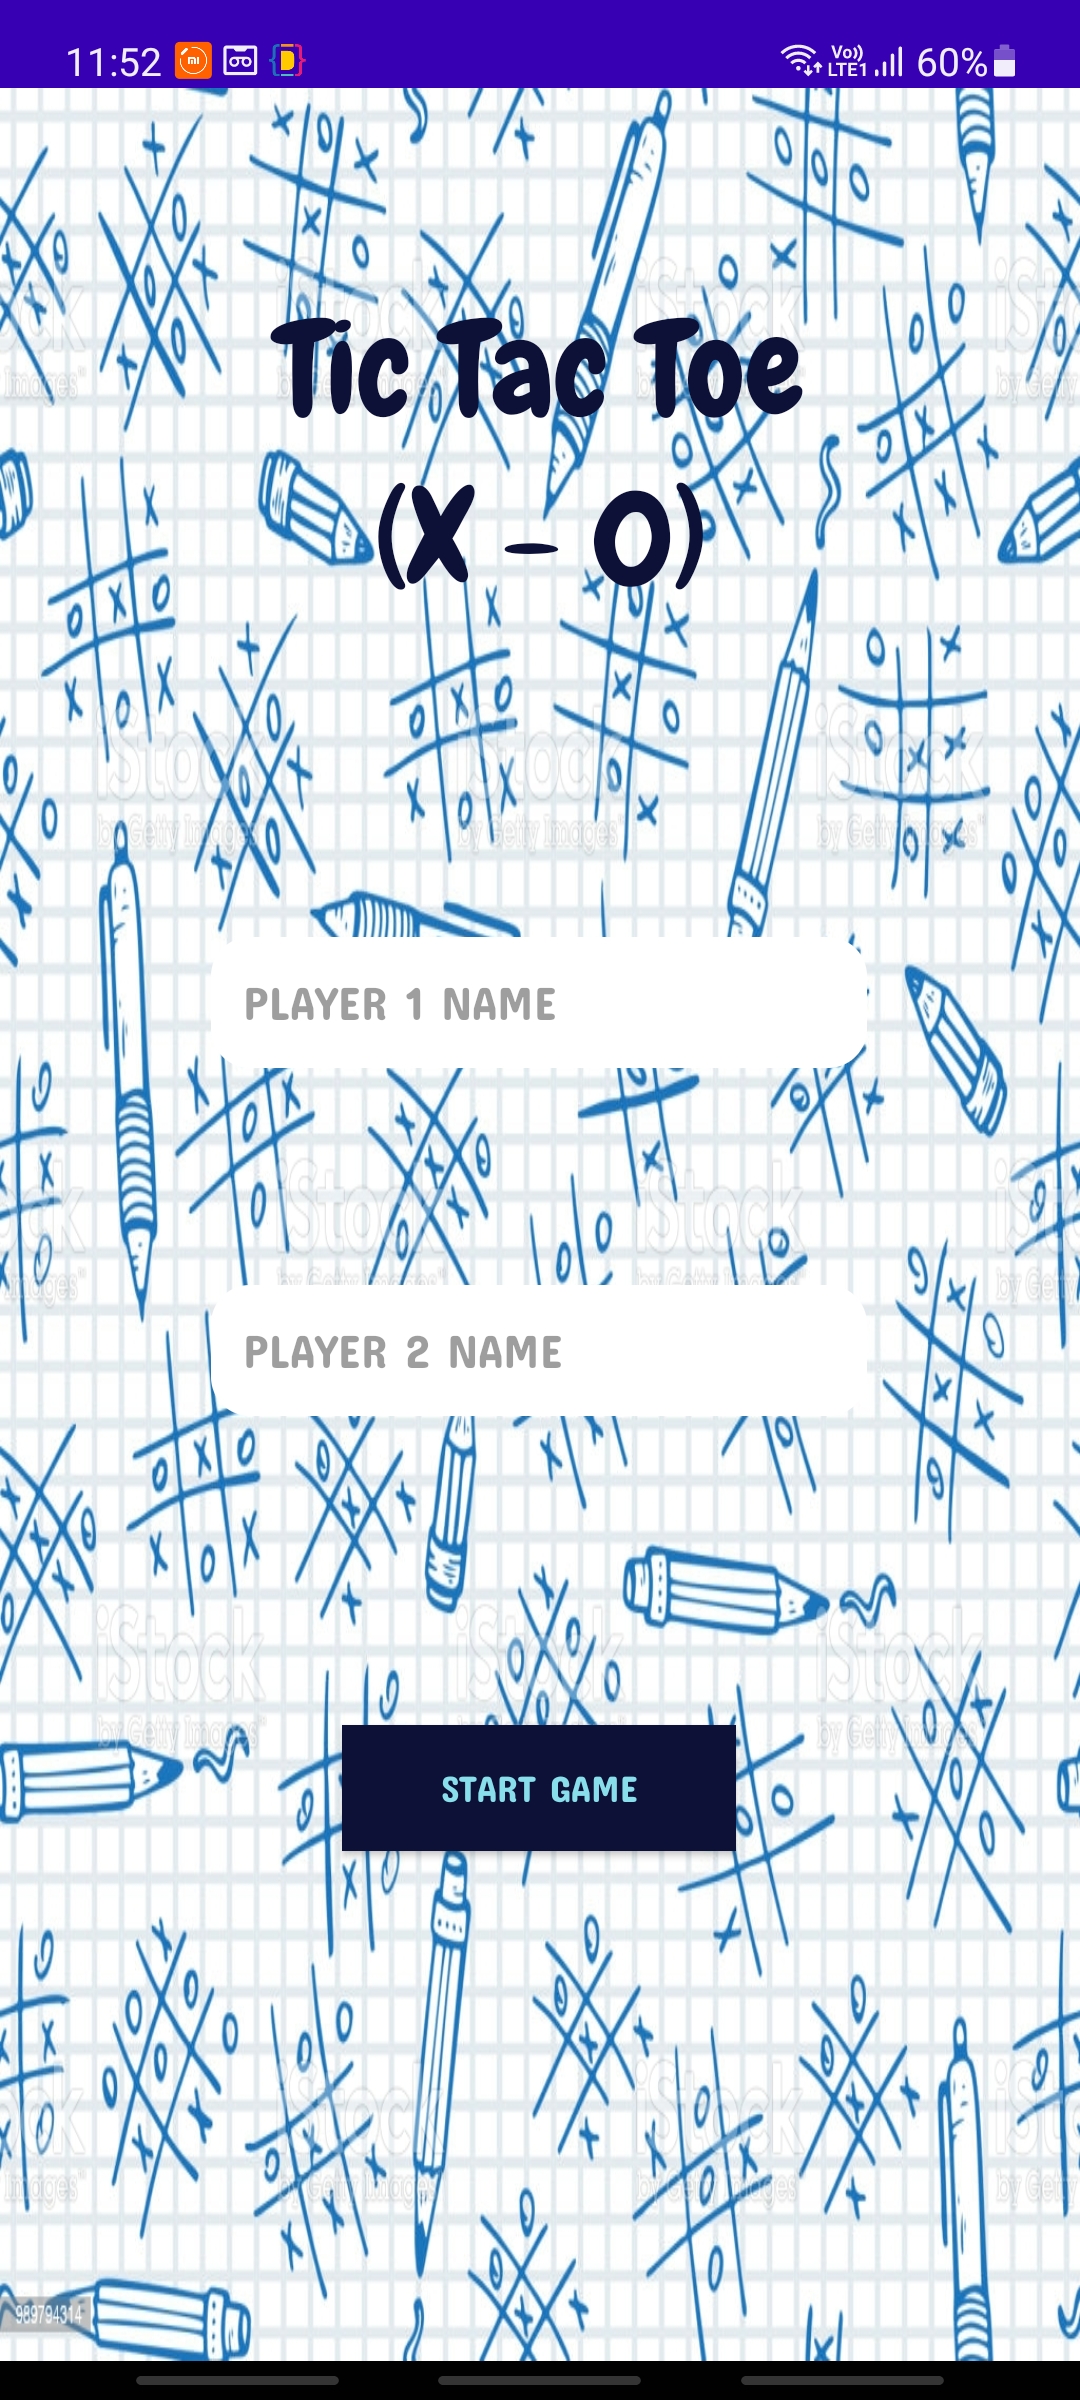 11:52
Vo))
LTE1
60%
Tic Tac Toe
(X - O)
PLAYER 1 NAME
PLAYER 2 NAME
START GAME
iStock
by Getty Images™
989794314